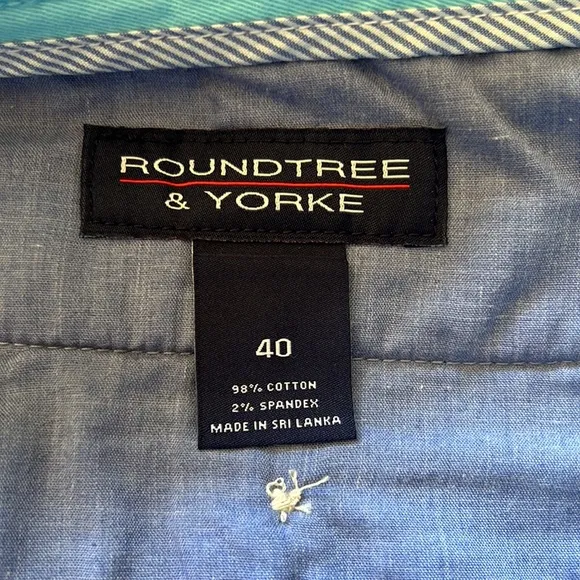 ROUNDTREE
& YORKE
40
98% COTTON
2% SPANDEX
MADE IN SRI LANKA